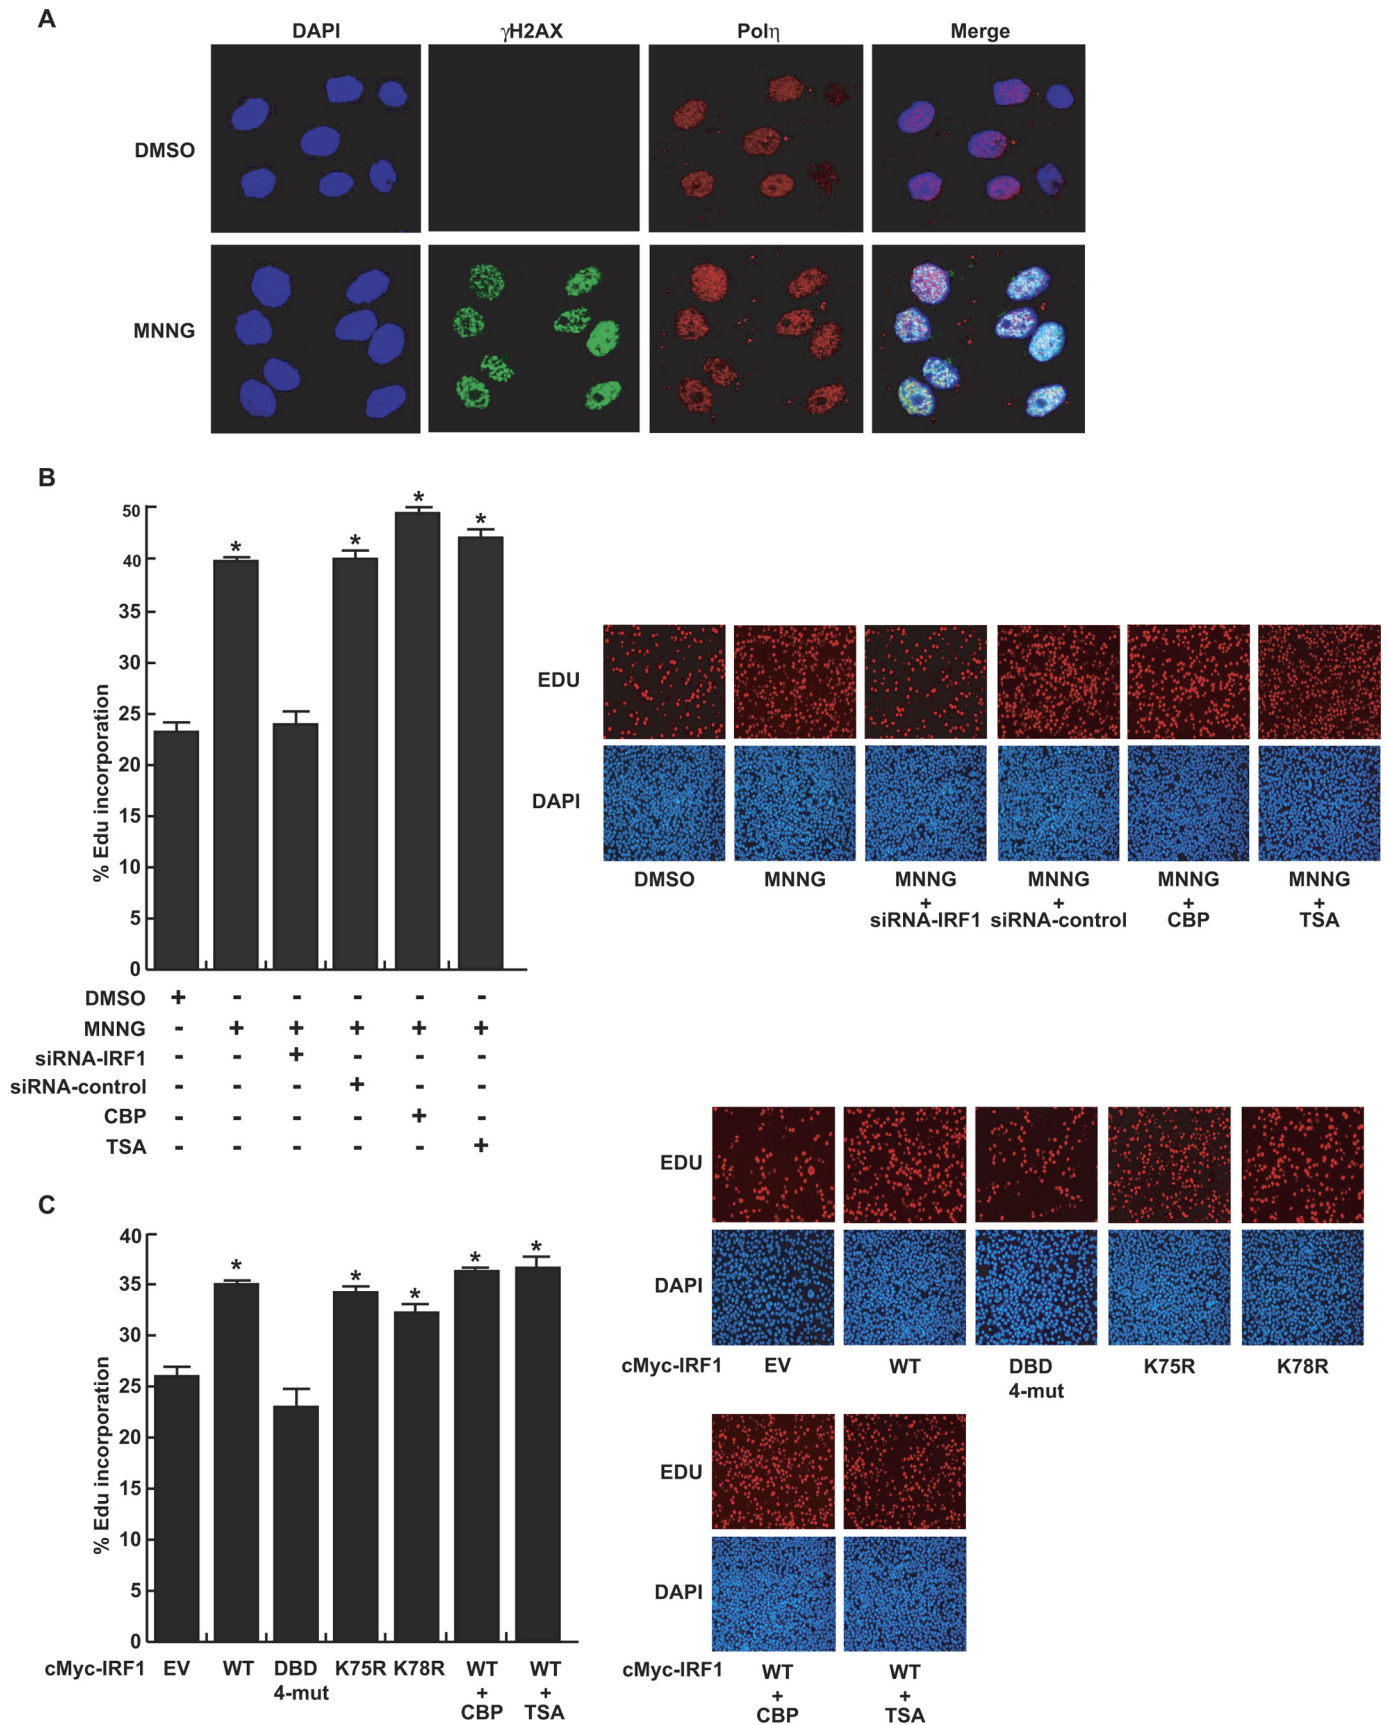 A
DAPI
γH2AX
Polη
Merge
DMSO
MNNG
B
% Edu incorporation
50
40
35
30
25
20
15
10
5
0
*
*
*
*
DMSO + - - - - -
MNNG - + + + + +
siRNA-IRF1 - - + - - -
siRNA-control - - - + - -
CBP - - - - + -
TSA - - - - - +
EDU
DAPI
DMSO
MNNG
MNNG
+
siRNA-IRF1
MNNG
+
siRNA-control
MNNG
+
CBP
MNNG
+
TSA
C
% Edu incorporation
40
35
30
25
20
15
10
5
0
*
*
*
*
*
cMyc-IRF1
EV
WT
DBD
4-mut
K75R
K78R
WT
+
CBP
WT
+
TSA
EDU
DAPI
cMyc-IRF1
EV
WT
DBD
4-mut
K75R
K78R
EDU
DAPI
cMyc-IRF1
WT
+
CBP
WT
+
TSA